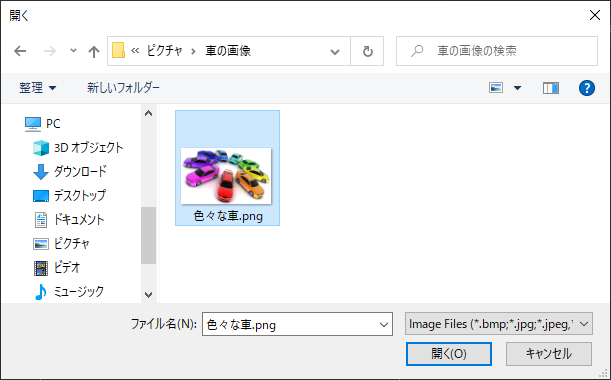 開く
« ピクチャ › 車の画像
車の画像の検索
整理
新しいフォルダー
PC
3D オブジェクト
ダウンロード
デスクトップ
ドキュメント
ピクチャ
ビデオ
ミュージック
色々な車.png
ファイル名(N):
色々な車.png
Image Files (*.bmp;*.jpg;*.jpeg,*
開く(O)
キャンセル